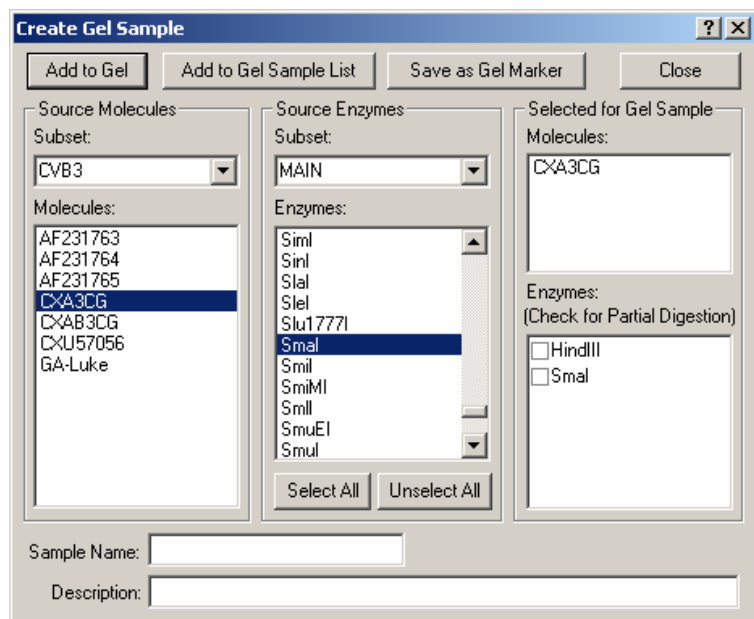 Create Gel Sample
Add to Gel
Add to Gel Sample List
Save as Gel Marker
Close
Source Molecules
Subset:
CVB3
Molecules:
AF231763
AF231764
AF231765
CXA3CG
CXAB3CG
CXU57056
GA-Luke
Source Enzymes
Subset:
MAIN
Enzymes:
SimI
SinI
SlaI
SleI
Slu1777I
SmaI
SmiI
SmiMI
SmlI
SmuEI
SmuI
Select All
Unselect All
Selected for Gel Sample
Molecules:
CXA3CG
Enzymes:
(Check for Partial Digestion)
HindIII
SmaI
Sample Name:
Description: